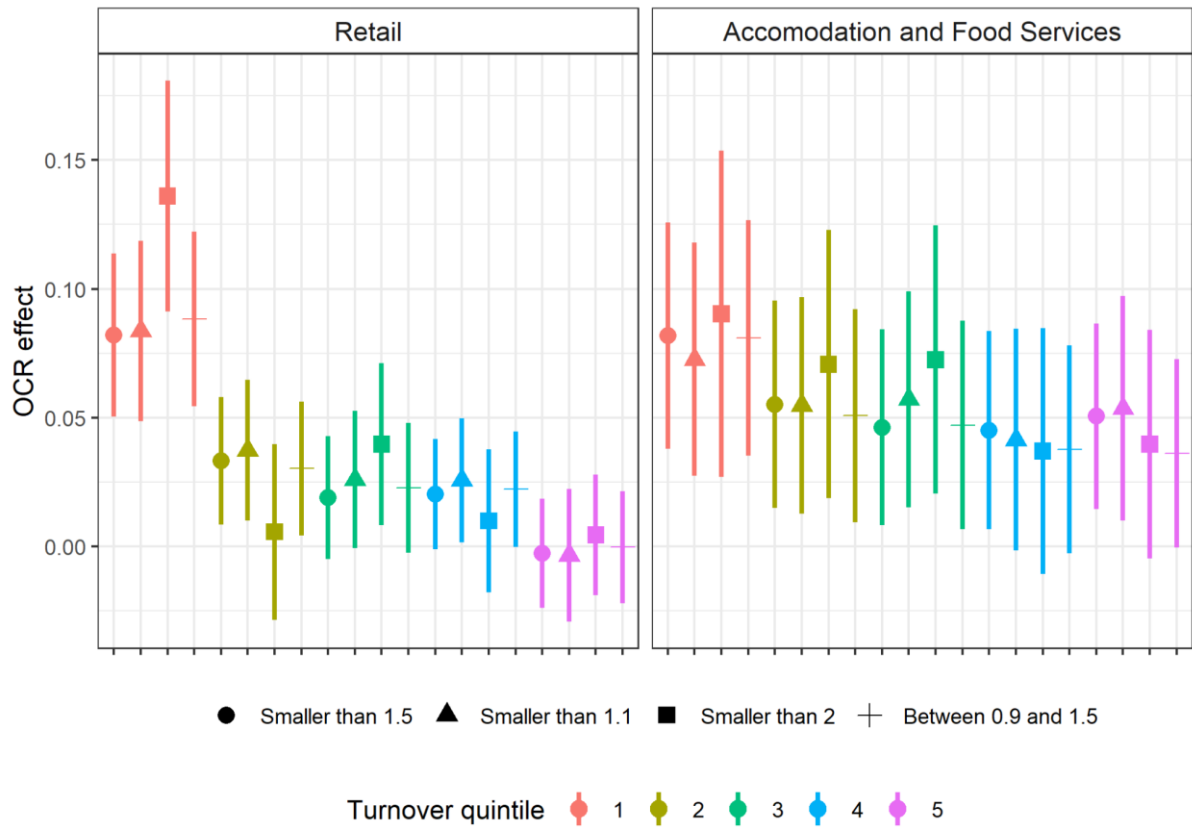 Retail
Accomodation and Food Services
OCR effect
0.15
0.10
0.05
0.00
Smaller than 1.5 Smaller than 1.1 Smaller than 2 Between 0.9 and 1.5
Turnover quintile 1 2 3 4 5